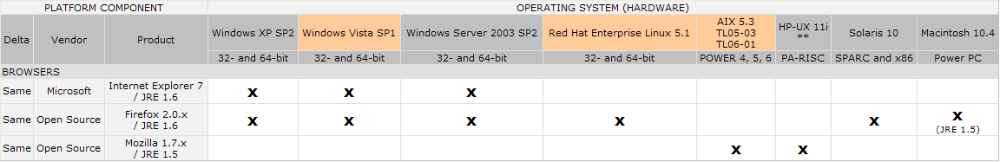 PLATFORM COMPONENT OPERATING SYSTEM (HARDWARE)
Delta Vendor Product Windows XP SP2 Windows Vista SP1 Windows Server 2003 SP2 Red Hat Enterprise Linux 5.1 AIX 5.3 TL05-03 TL06-01 HP-UX 11i ** Solaris 10 Macintosh 10.4
32- and 64-bit 32- and 64-bit 32- and 64-bit 32- and 64-bit POWER 4, 5, 6 PA-RISC SPARC and x86 Power PC
BROWSERS
Same Microsoft Internet Explorer 7 / JRE 1.6 x x x
Same Open Source Firefox 2.0.x / JRE 1.6 x x x x x x (JRE 1.5)
Same Open Source Mozilla 1.7.x / JRE 1.5 x x